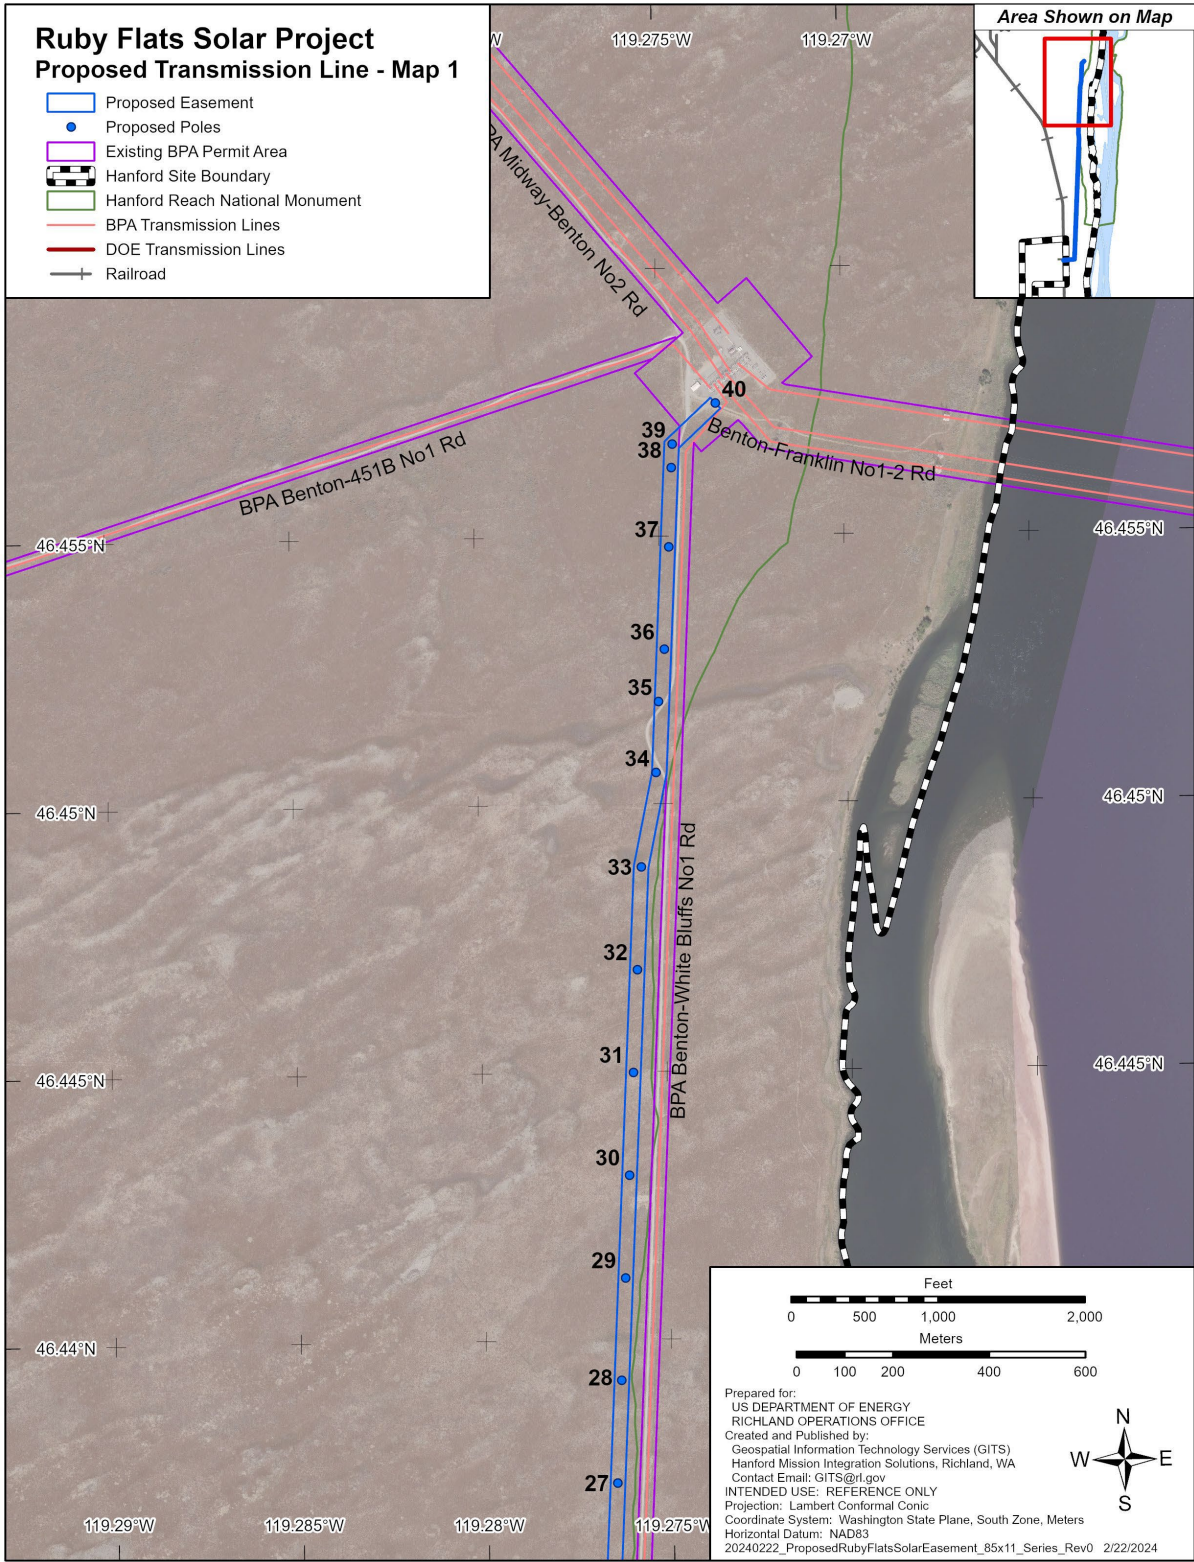 Ruby Flats Solar Project
Proposed Transmission Line - Map 1
Proposed Easement
Proposed Poles
Existing BPA Permit Area
Hanford Site Boundary
Hanford Reach National Monument
BPA Transmission Lines
DOE Transmission Lines
Railroad
W
119.275°W
119.27°W
Area Shown on Map
PA Midway-Benton No2 Rd
40
39
38
BPA Benton-451B No1 Rd
Benton-Franklin No1-2 Rd
46.455°N
46.455°N
37
36
35
34
46.45°N
46.45°N
33
BPA Benton-White Bluffs No1 Rd
32
31
46.445°N
46.445°N
30
29
46.44°N
28
27
119.29°W
119.285°W
119.28°W
119.275°W
Feet
0 500 1,000 2,000
Meters
0 100 200 400 600
Prepared for:
US DEPARTMENT OF ENERGY
RICHLAND OPERATIONS OFFICE
Created and Published by:
Geospatial Information Technology Services (GITS)
Hanford Mission Integration Solutions, Richland, WA
Contact Email: GITS@rl.gov
INTENDED USE: REFERENCE ONLY
Projection: Lambert Conformal Conic
Coordinate System: Washington State Plane, South Zone, Meters
Horizontal Datum: NAD83
20240222_ProposedRubyFlatsSolarEasement_85x11_Series_Rev0 2/22/2024
N
W E
S